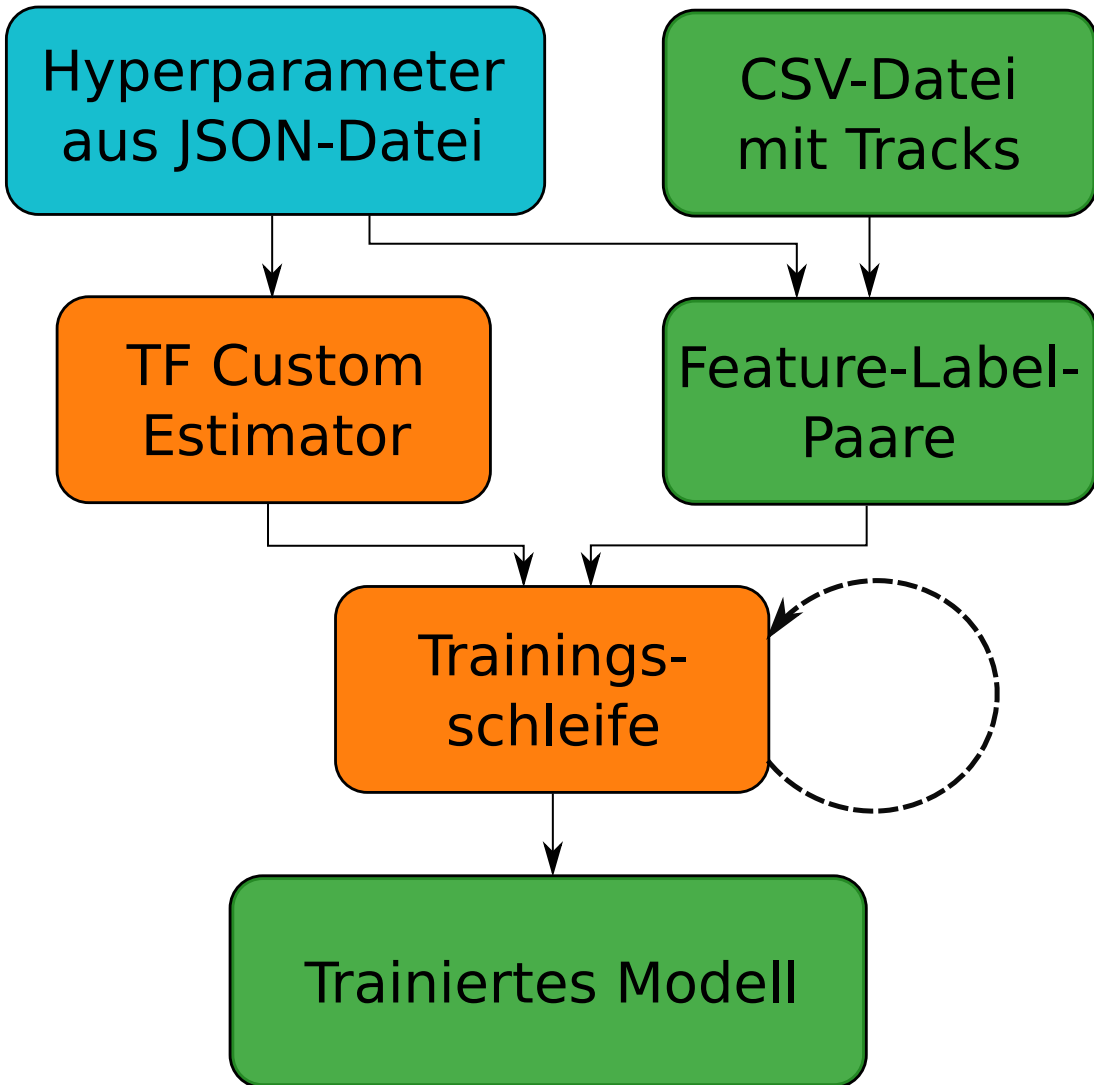 Hyperparameter
aus JSON-Datei
CSV-Datei
mit Tracks
TF Custom
Estimator
Feature-Label-
Paare
Trainings-
schleife
Trainiertes Modell